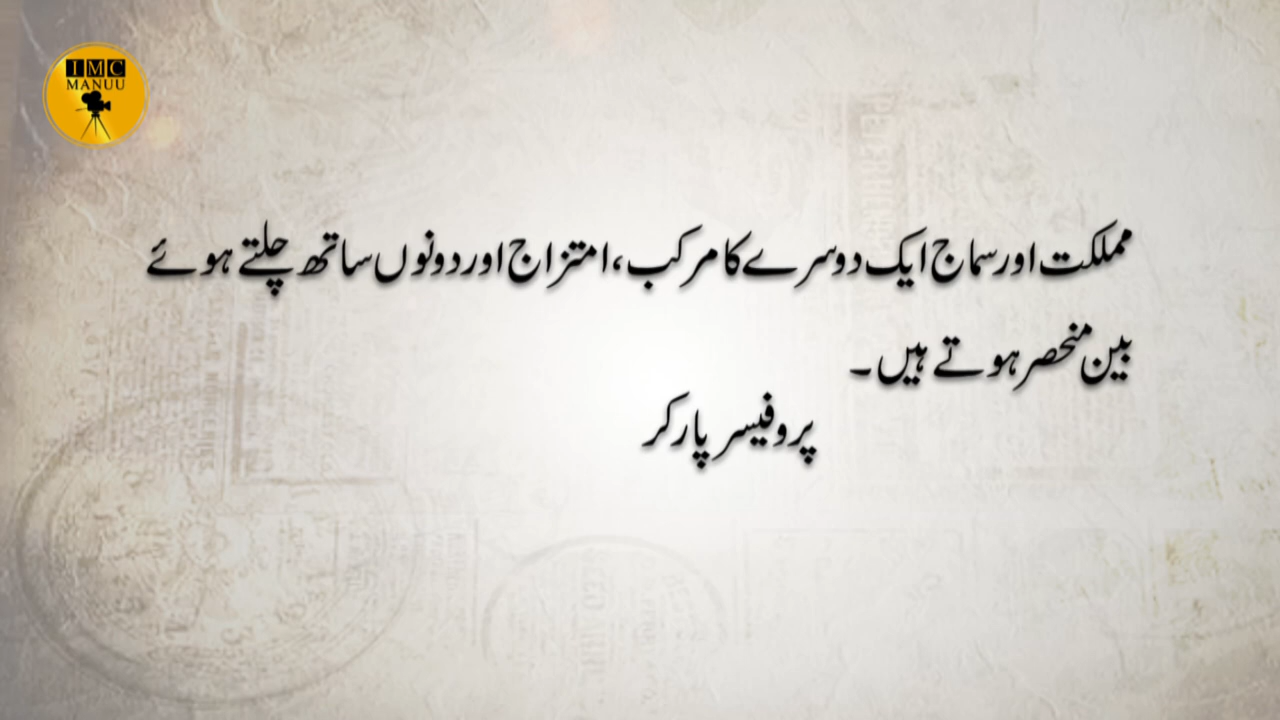 IMC
MANUU
مملکت اور سماج ایک دوسرے کا مرکب، امتزاج اور دونوں ساتھ چلتے ہوئے
بین منحصر ہوتے ہیں۔
پروفیسر پارکر